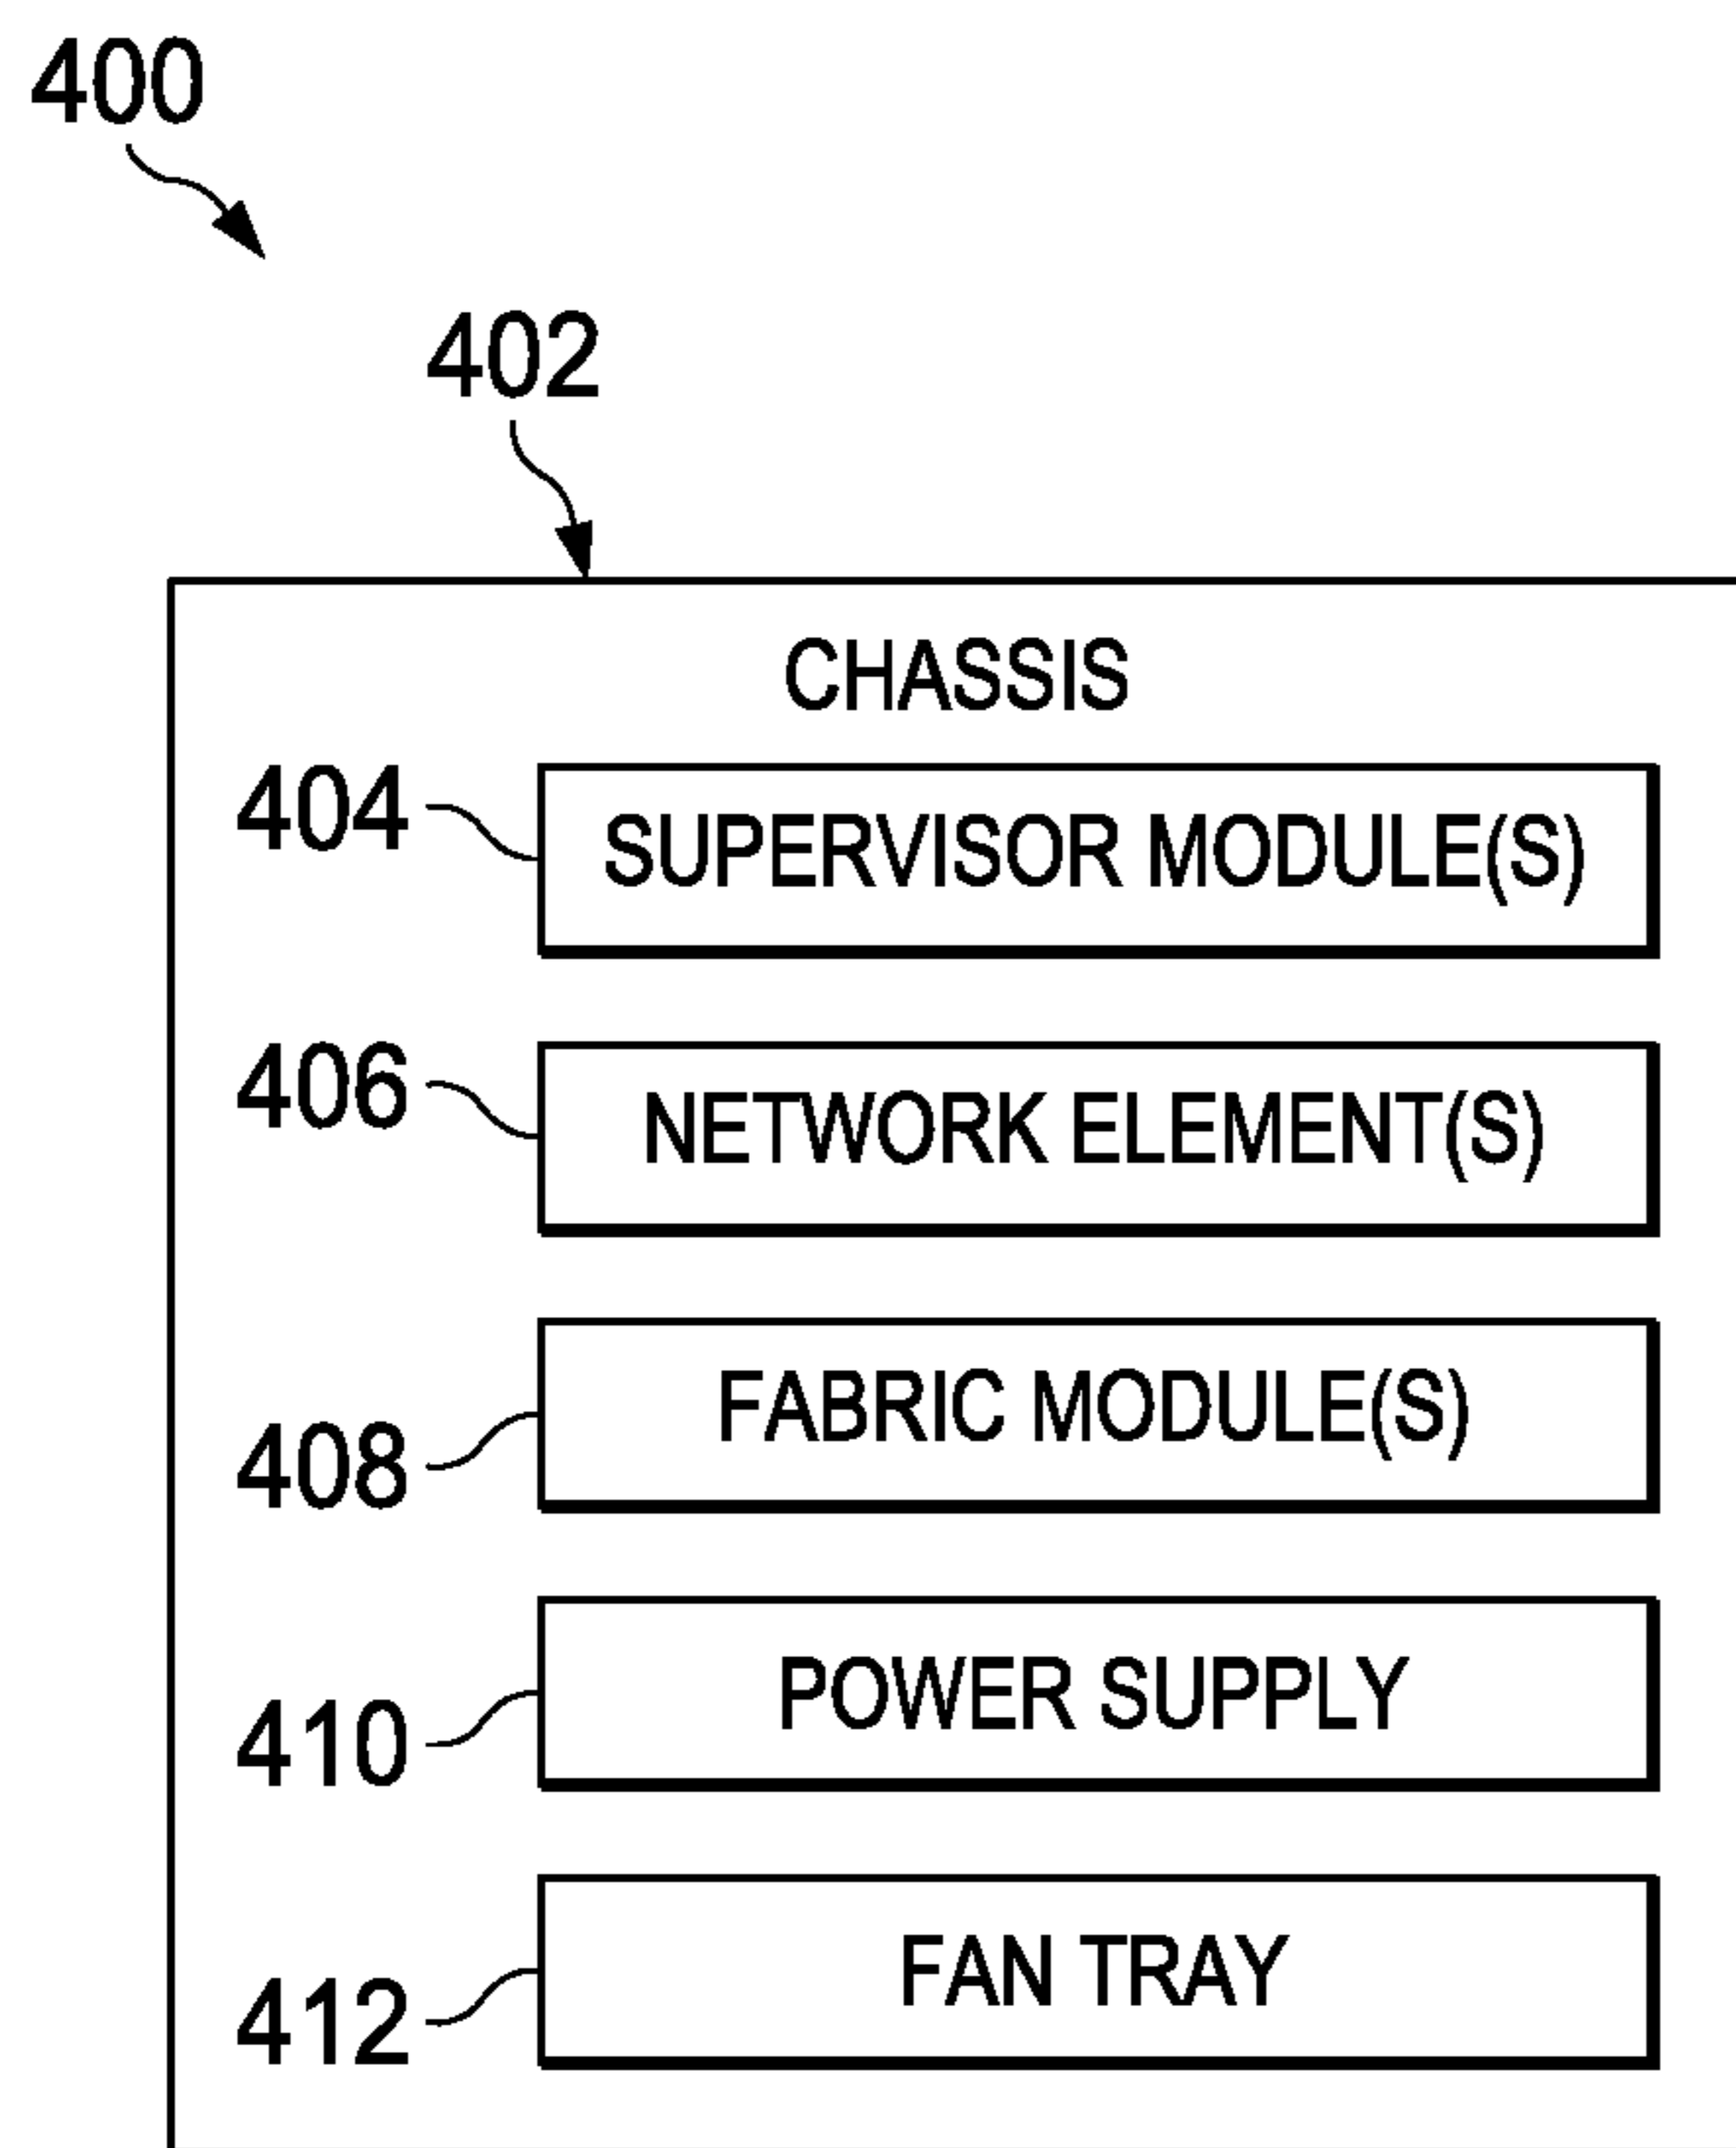 400
402
CHASSIS
404 SUPERVISOR MODULE(S)
406 NETWORK ELEMENT(S)
408 FABRIC MODULE(S)
410 POWER SUPPLY
412 FAN TRAY